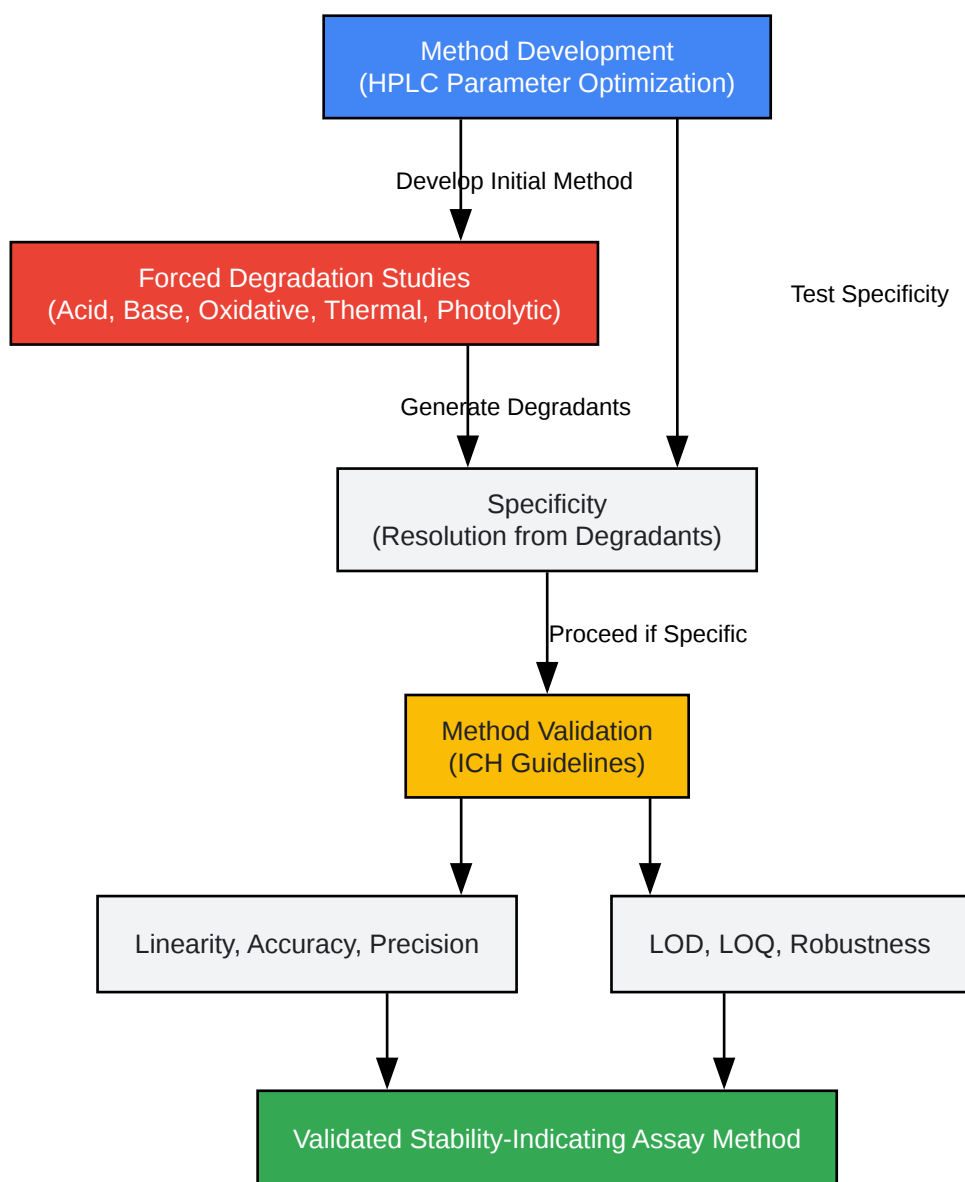 Method Development
(HPLC Parameter Optimization)
Develop Initial Method
Forced Degradation Studies
(Acid, Base, Oxidative, Thermal, Photolytic)
Test Specificity
Generate Degradants
Specificity
(Resolution from Degradants)
Proceed if Specific
Method Validation
(ICH Guidelines)
Linearity, Accuracy, Precision
LOD, LOQ, Robustness
Validated Stability-Indicating Assay Method